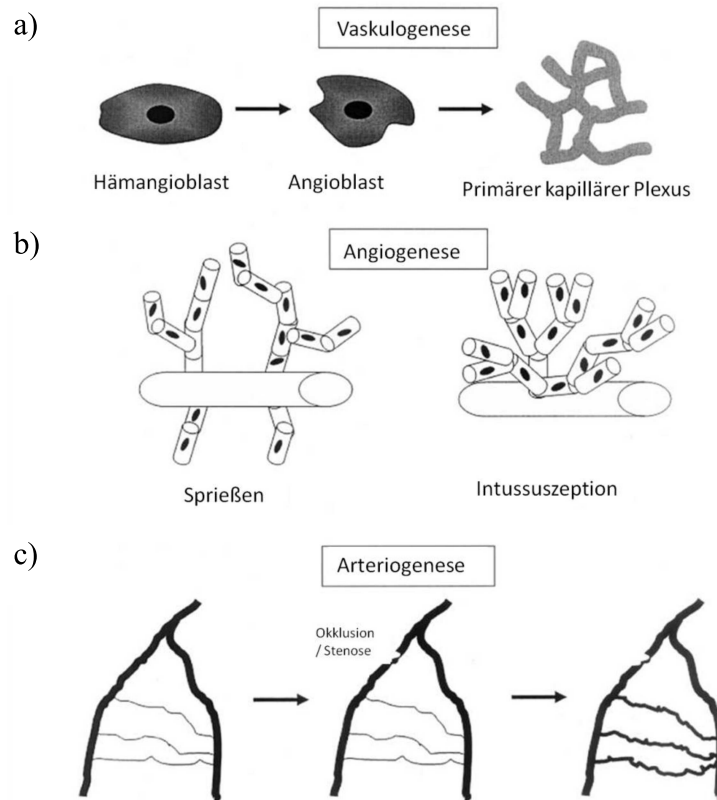 a)
Vaskulogenese
Hämangioblast
Angioblast
Primärer kapillärer Plexus
b)
Angiogenese
Sprießen
Intussuszeption
c)
Arteriogenese
Okklusion
/ Stenose